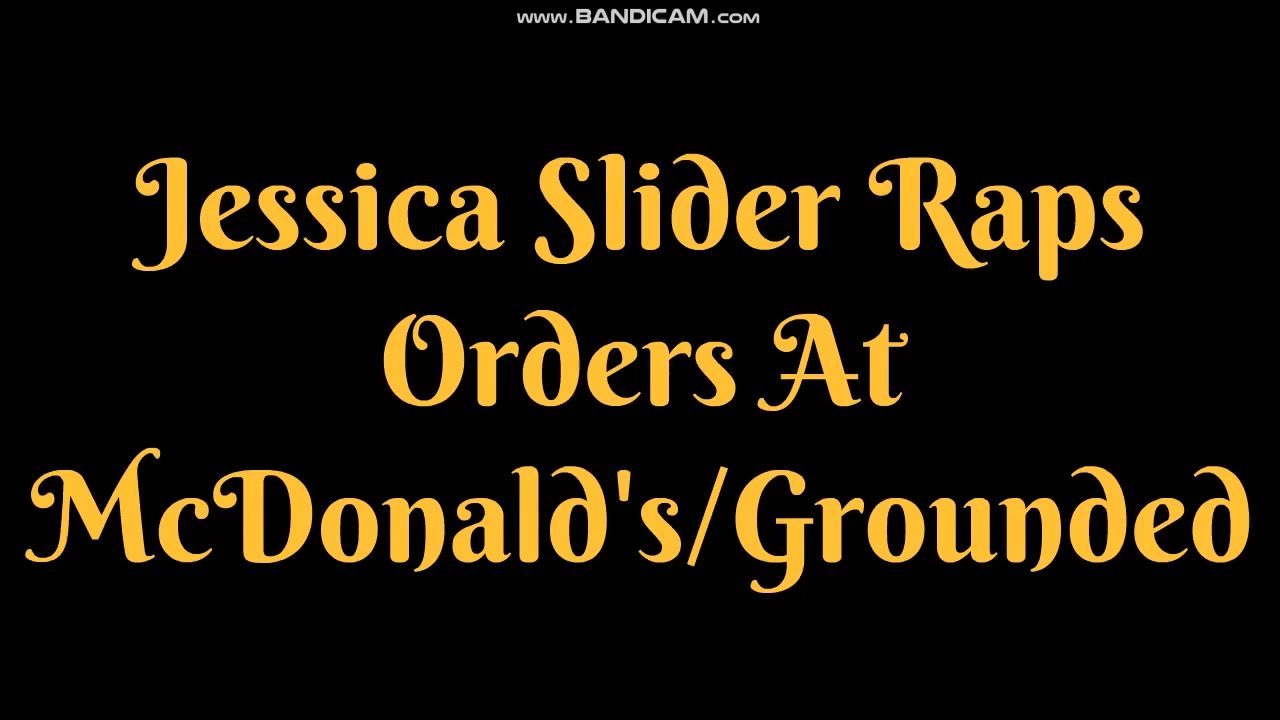 www.BANDICAM.com
Jessica Slider Raps
Orders At
McDonald's/Grounded